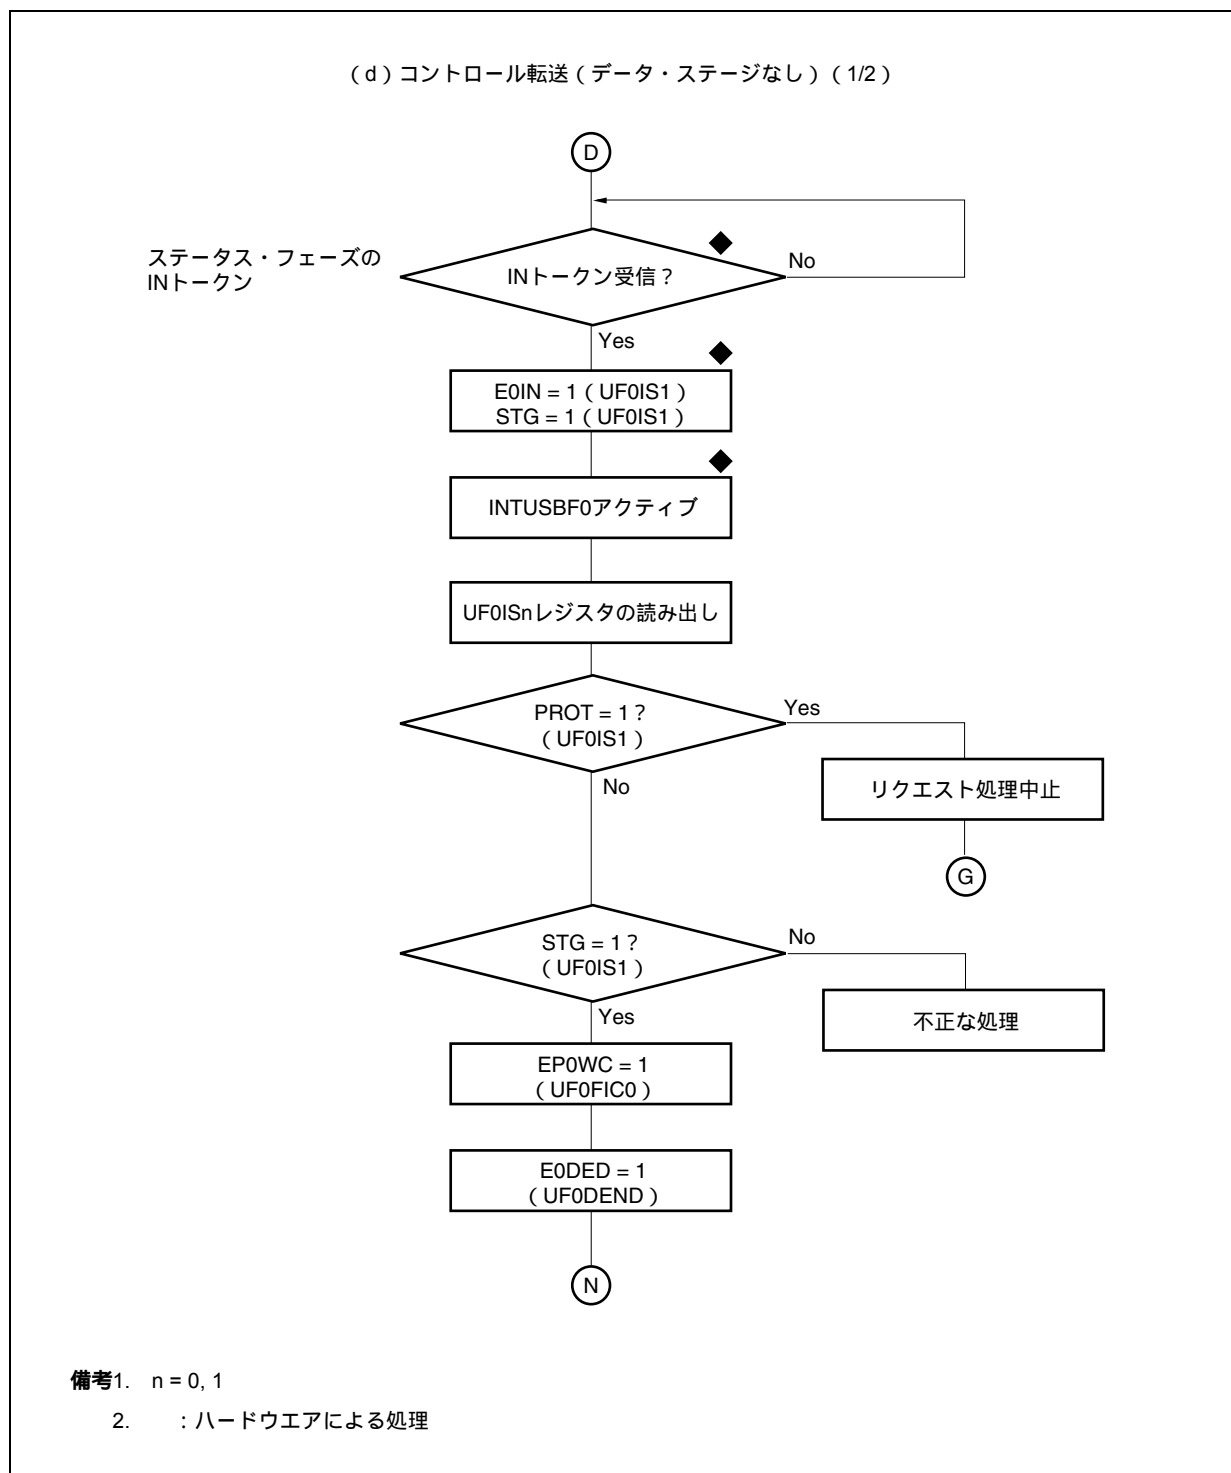 （d）コントロール転送（データ・ステージなし）（1/2）
D
ステータス・フェーズの
INトークン
INトークン受信？
No
Yes
E0IN = 1（UF0IS1）
STG = 1（UF0IS1）
INTUSBF0アクティブ
UF0ISnレジスタの読み出し
PROT = 1？
（UF0IS1）
Yes
No
リクエスト処理中止
G
STG = 1？
（UF0IS1）
No
Yes
不正な処理
EP0WC = 1
（UF0FIC0）
E0DED = 1
（UF0DEND）
N
備考1. n = 0, 1
2. ：ハードウエアによる処理